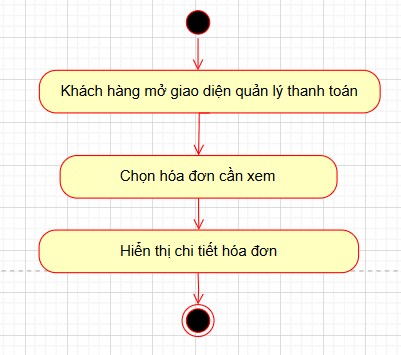 Khách hàng mở giao diện quản lý thanh toán
Chọn hóa đơn cần xem
Hiển thị chi tiết hóa đơn